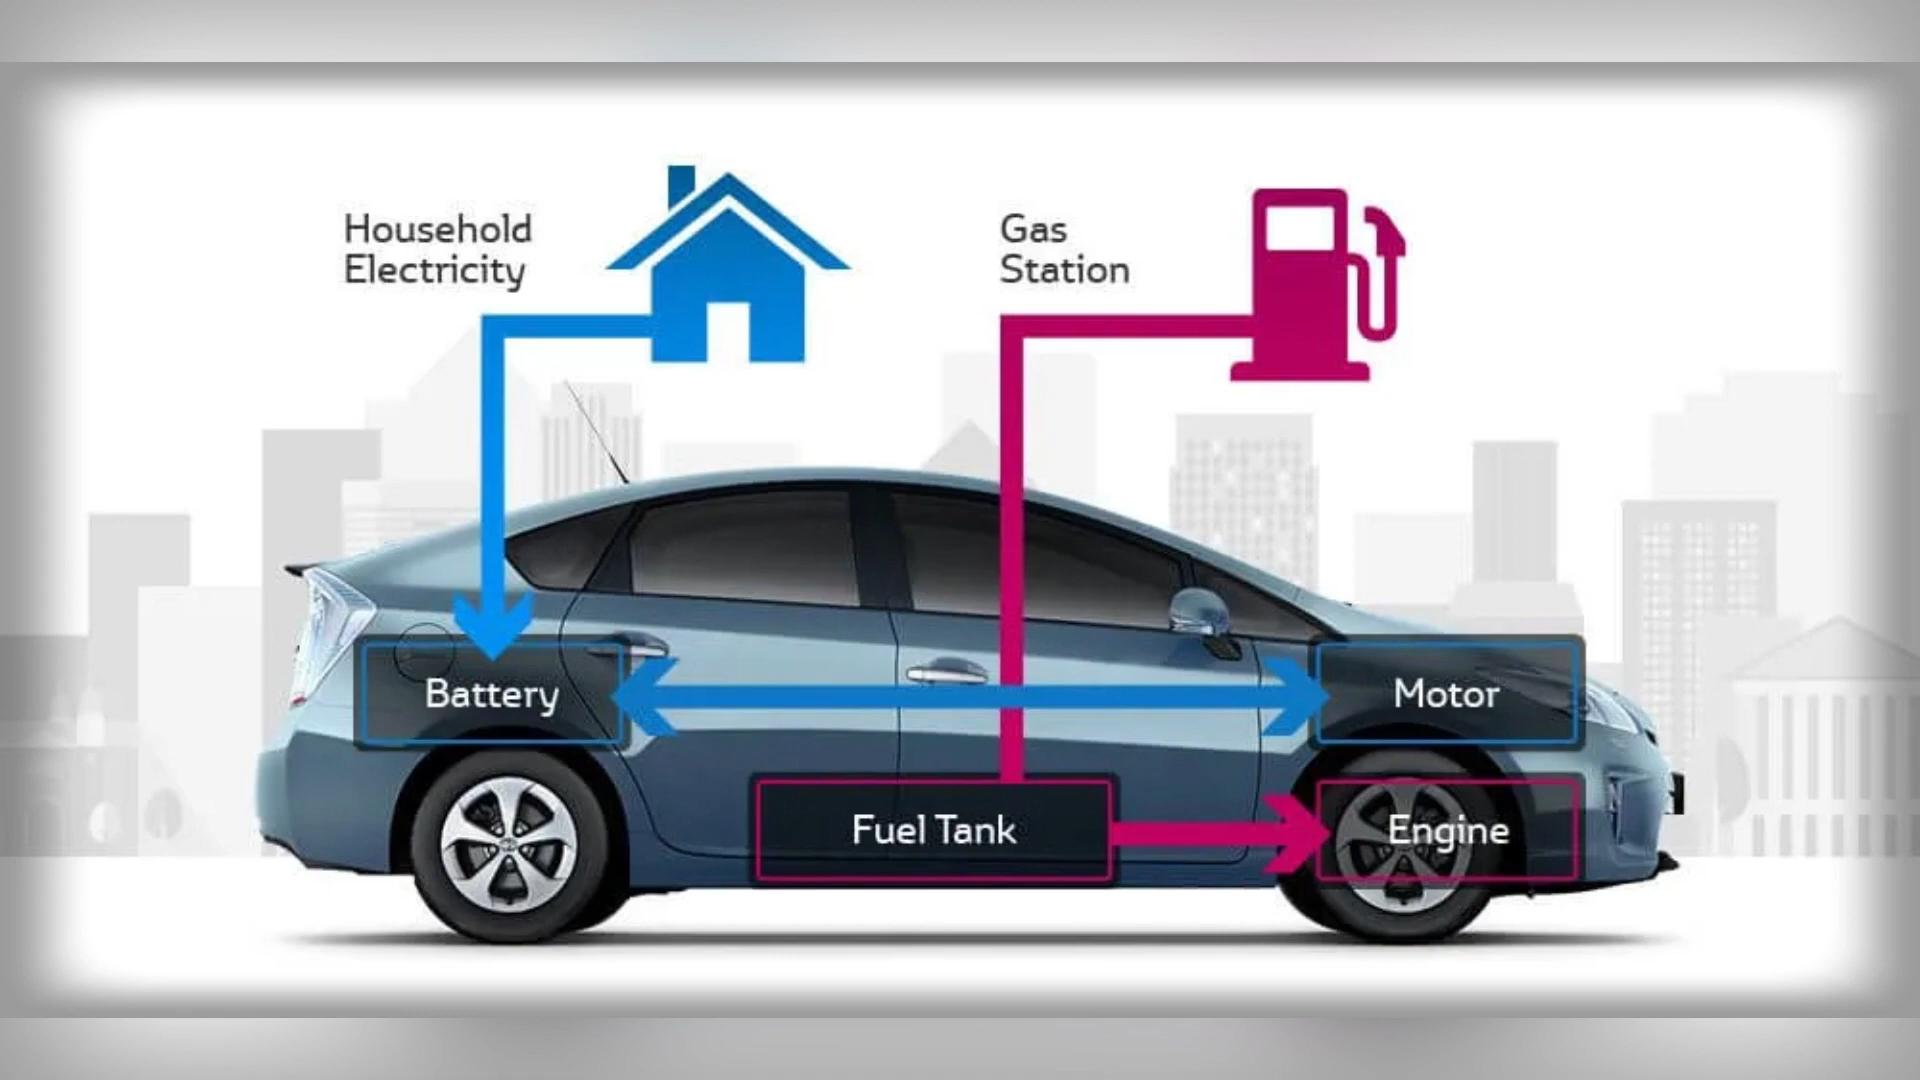 Household
Electricity
Gas
Station
Battery
Motor
Fuel Tank
Engine